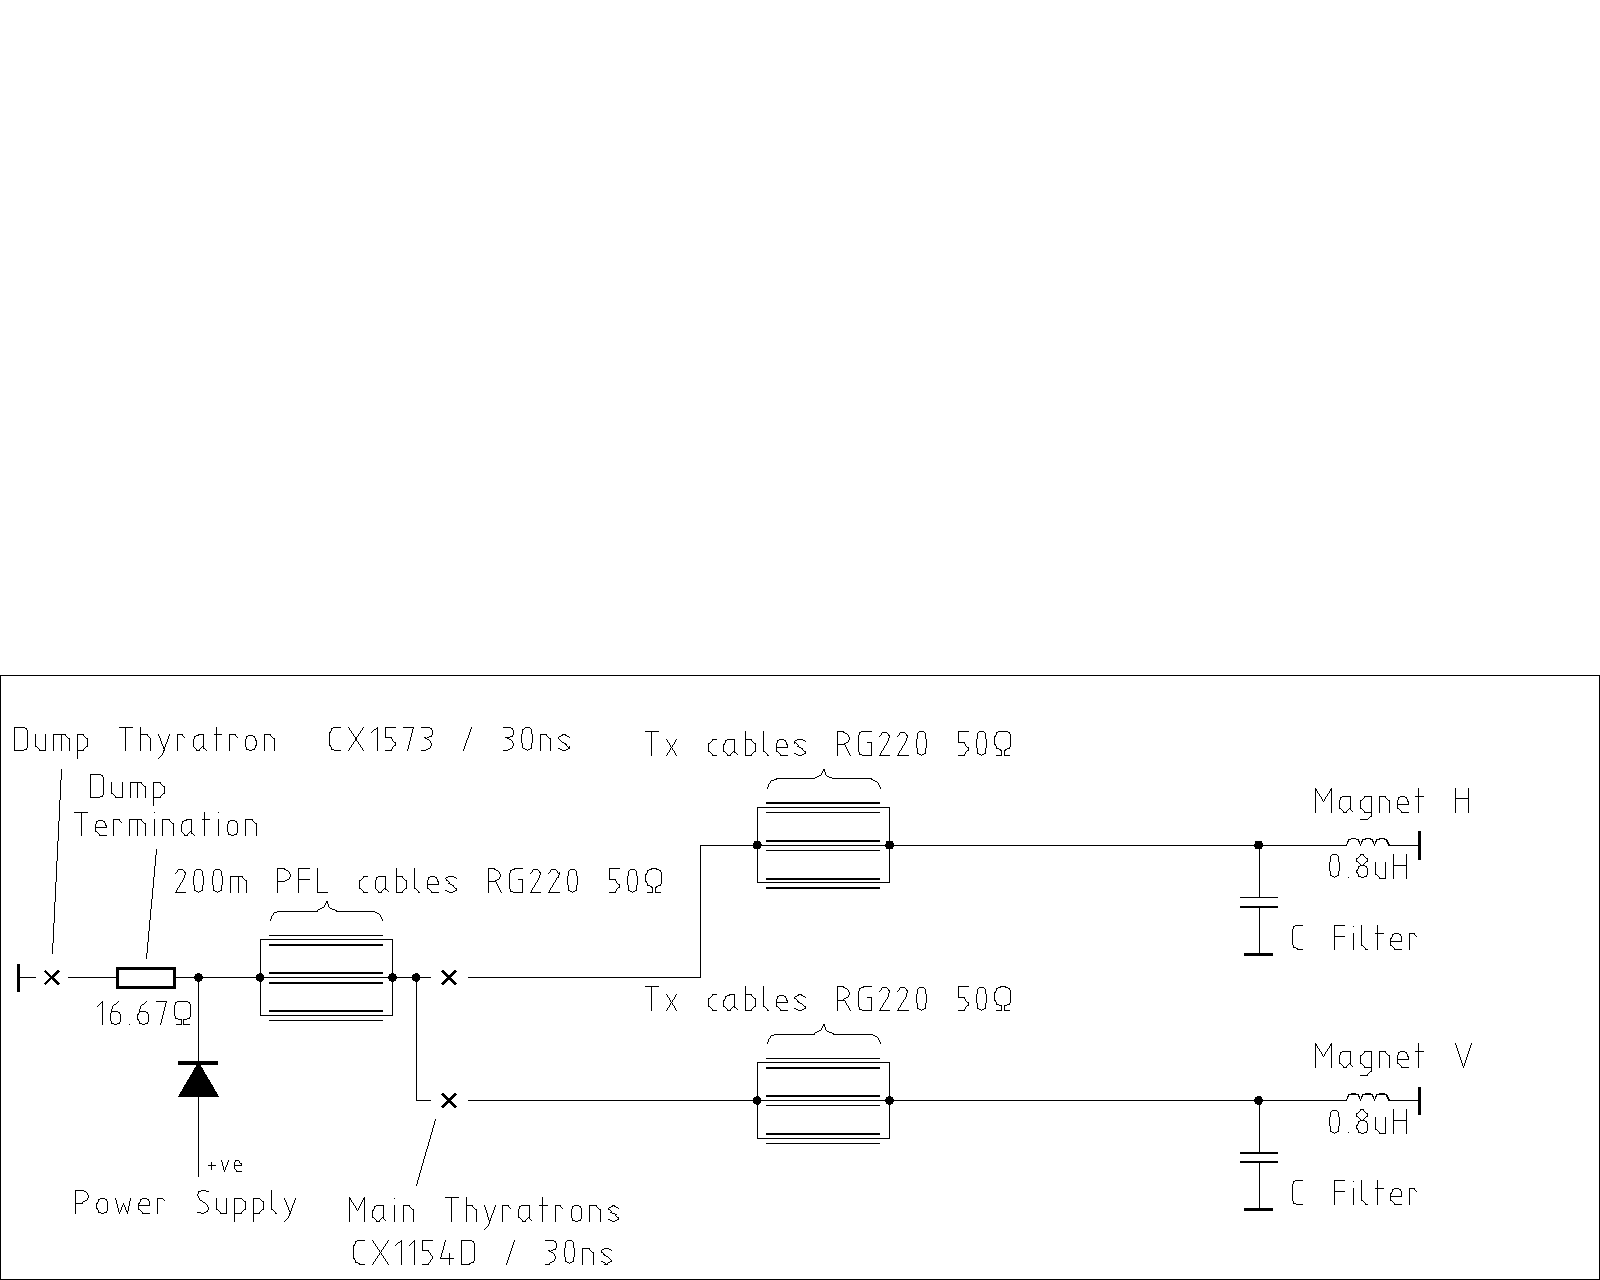 Dump Thyratron CX1573 / 30ns
Tx cables RG220 50Ω
Dump
Termination
Magnet H
0.8uH
200m PFL cables RG220 50Ω
C Filter
16.67Ω
Tx cables RG220 50Ω
Magnet V
0.8uH
+ve
Power Supply
C Filter
Main Thyratrons
CX1154D / 30ns